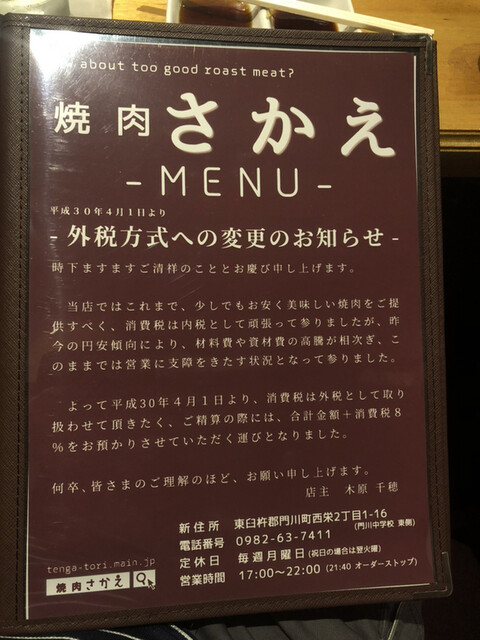 about too good roast meat?
焼肉さかえ
-MENU-
平成30年4月1日より
- 外税方式への変更のお知らせ -
時下ますますご清祥のこととお慶び申し上げます。
当店ではこれまで、少しでもお安く美味しい焼肉をご提
供すべく、消費税は内税として頑張って参りましたが、昨
今の円安傾向により、材料費や資材費の高騰が相次ぎ、こ
のままでは営業に支障をきたす状況となって参りました。
よって平成30年4月1日より、消費税は外税として取り
扱わせて頂きたく、ご精算の際には、合計金額+消費税8
%をお預かりさせていただく運びとなりました。
何卒、皆さまのご理解のほど、お願い申し上げます。
店主 木原 千穂
新住所 東臼杵郡門川町西栄2丁目1-16
(門川中学校 東側)
電話番号 0982-63-7411
定休日 毎週月曜日(祝日の場合は翌火曜)
営業時間 17:00~22:00 (21:40 オーダーストップ)
tenga-tori.main.jp
焼肉さかえ